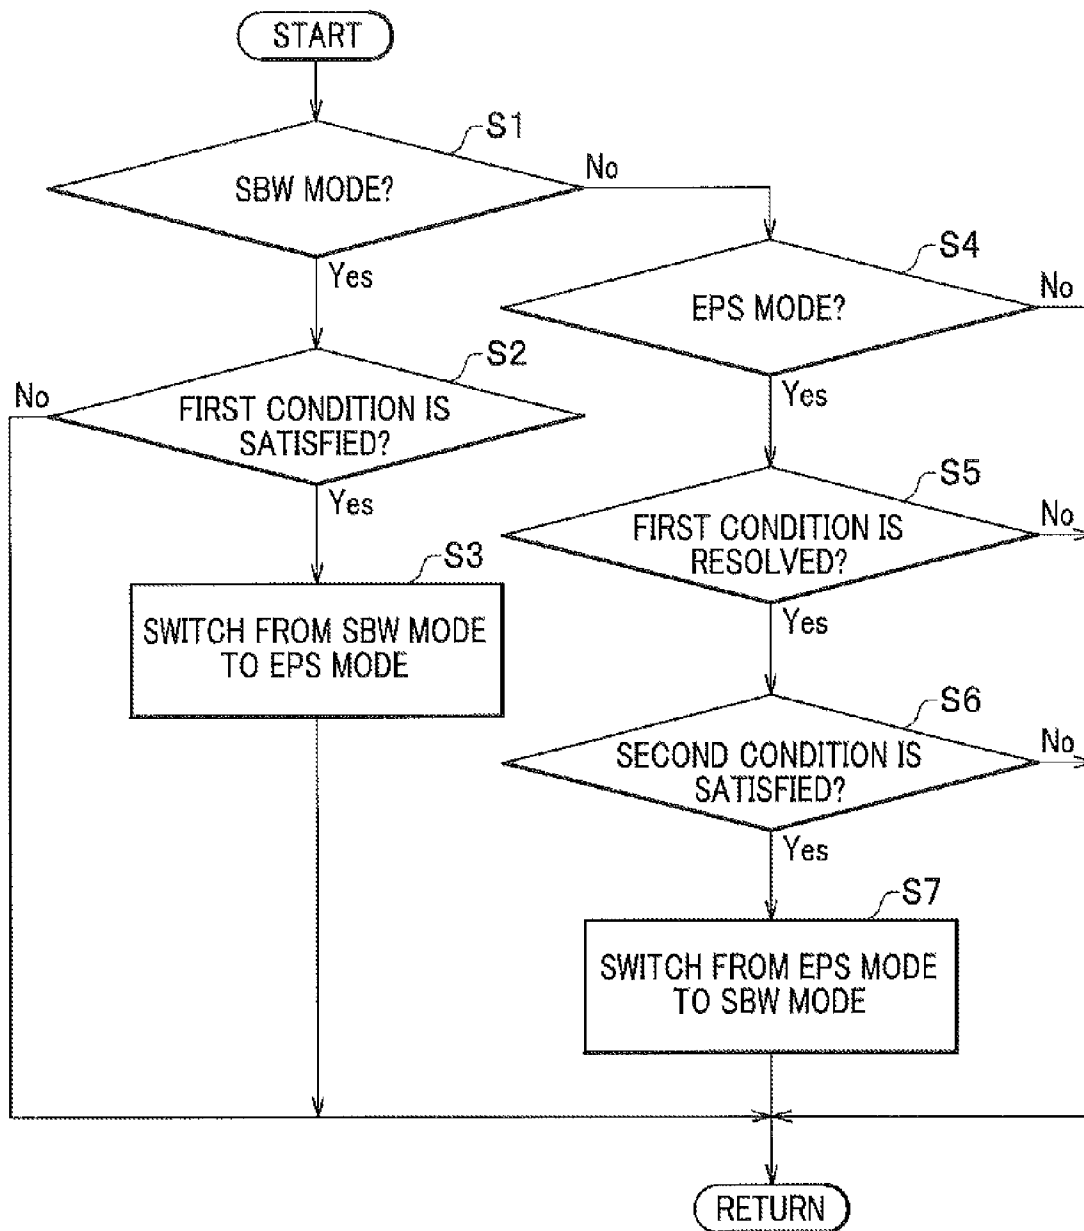 START
S1
SBW MODE?
No
Yes
S4
EPS MODE?
No
Yes
S2
No
FIRST CONDITION IS
SATISFIED?
Yes
S5
FIRST CONDITION IS
RESOLVED?
No
Yes
S3
SWITCH FROM SBW MODE
TO EPS MODE
S6
SECOND CONDITION IS
SATISFIED?
No
Yes
S7
SWITCH FROM EPS MODE
TO SBW MODE
RETURN